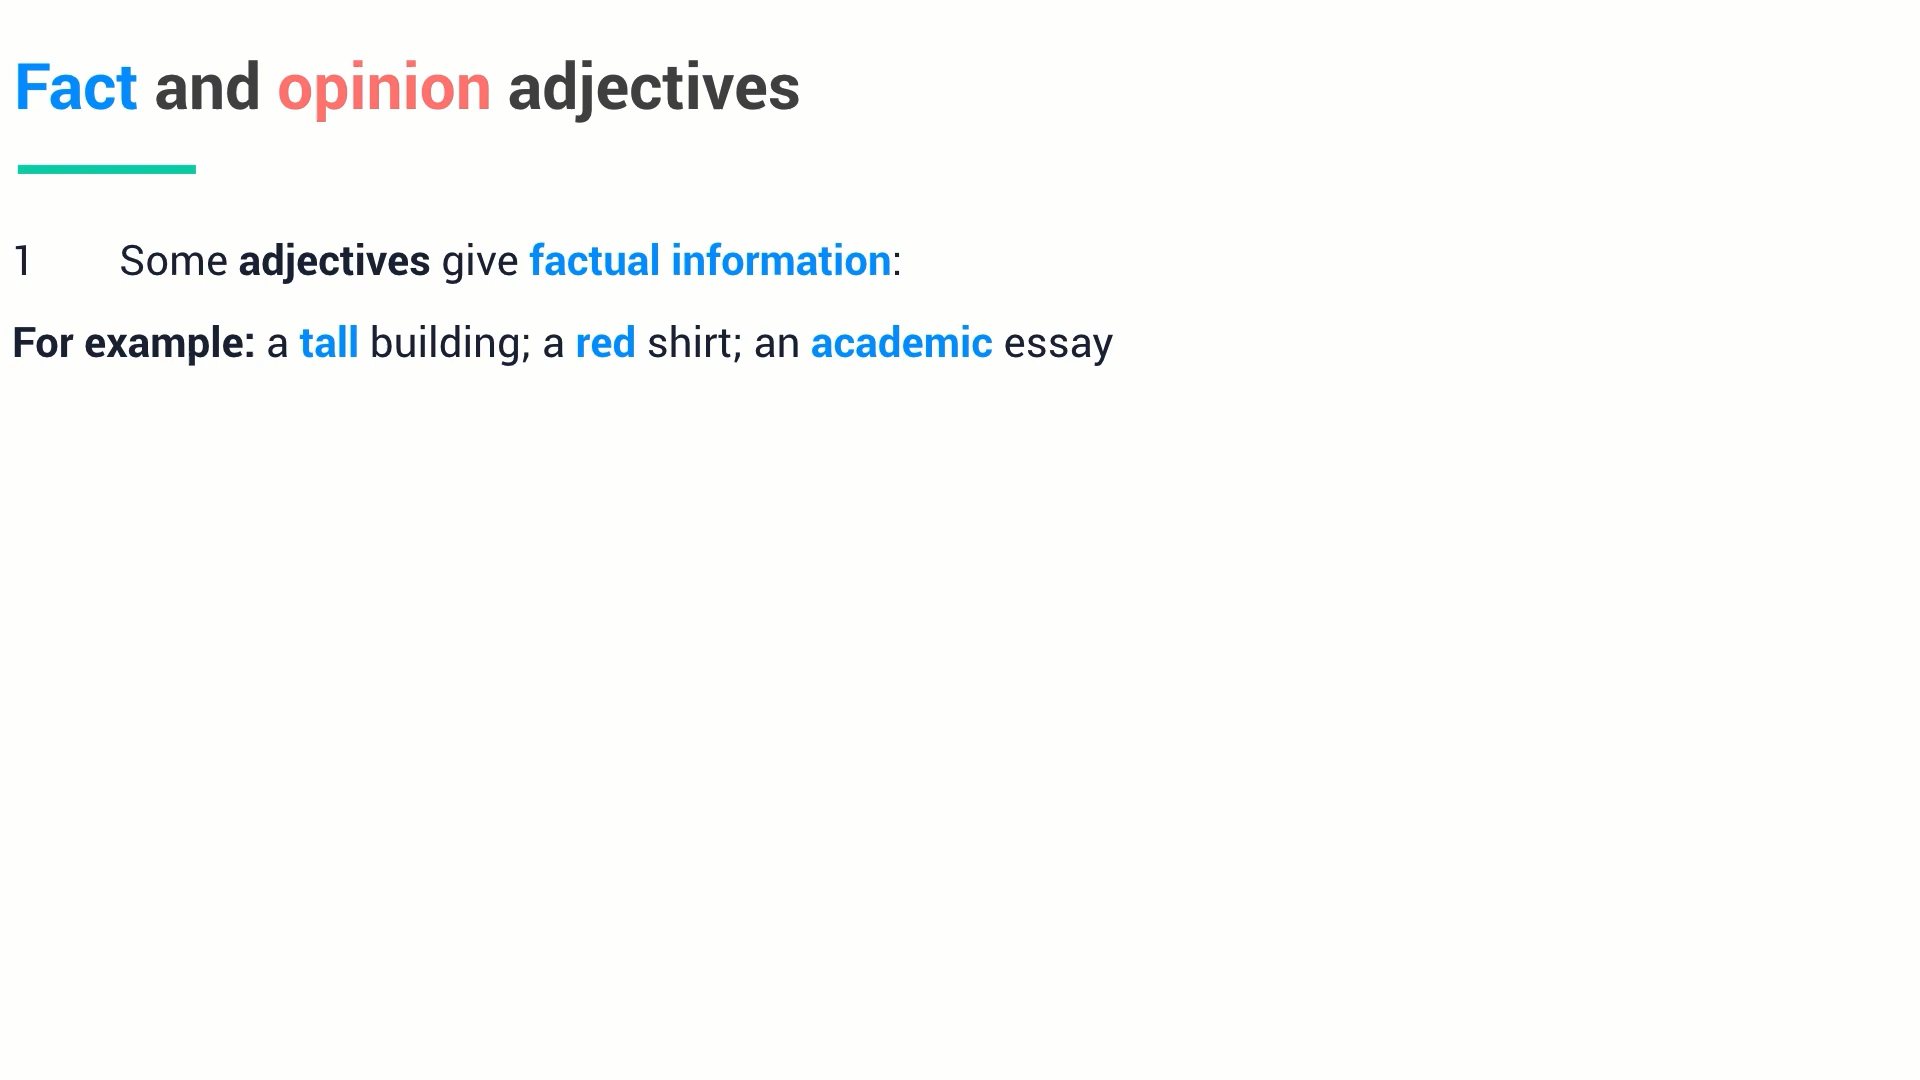 Fact and opinion adjectives
1 Some adjectives give factual information:
For example: a tall building; a red shirt; an academic essay